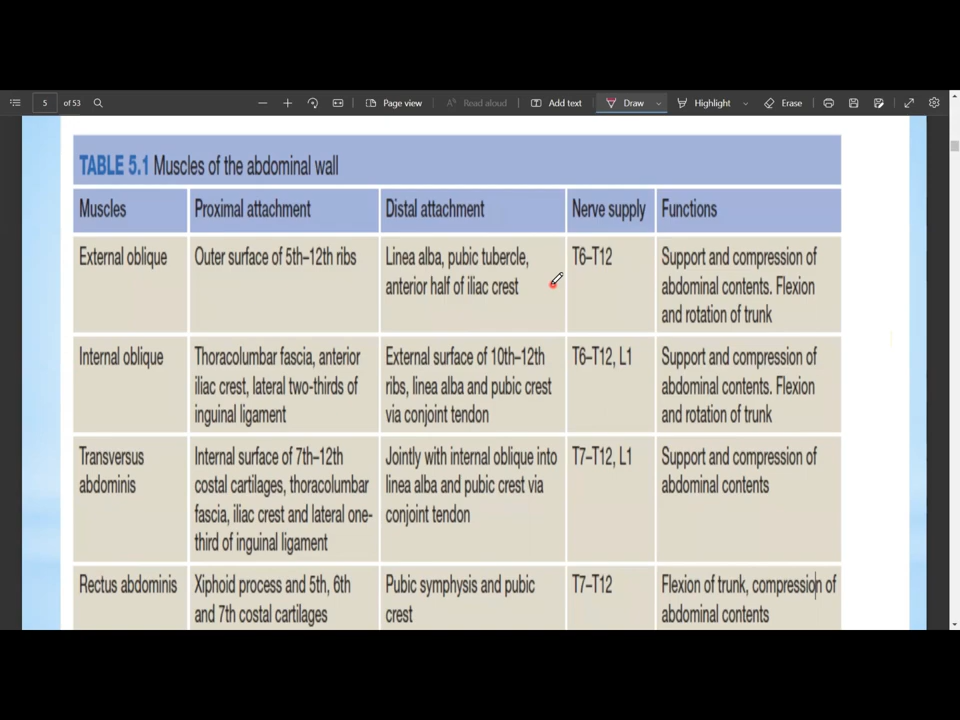 5 of 53
Page view
Read aloud
Add text
Draw
Highlight
Erase
TABLE 5.1 Muscles of the abdominal wall
Muscles Proximal attachment Distal attachment Nerve supply Functions
External oblique Outer surface of 5th–12th ribs Linea alba, pubic tubercle, T6–T12 Support and compression of
anterior half of iliac crest abdominal contents. Flexion
and rotation of trunk
Internal oblique Thoracolumbar fascia, anterior External surface of 10th–12th T6–T12, L1 Support and compression of
iliac crest, lateral two-thirds of ribs, linea alba and pubic crest abdominal contents. Flexion
inguinal ligament via conjoint tendon and rotation of trunk
Transversus Internal surface of 7th–12th Jointly with internal oblique into T7–T12, L1 Support and compression of
abdominis costal cartilages, thoracolumbar linea alba and pubic crest via abdominal contents
fascia, iliac crest and lateral one- conjoint tendon
third of inguinal ligament
Rectus abdominis Xiphoid process and 5th, 6th Pubic symphysis and pubic T7–T12 Flexion of trunk, compression of
and 7th costal cartilages crest abdominal contents